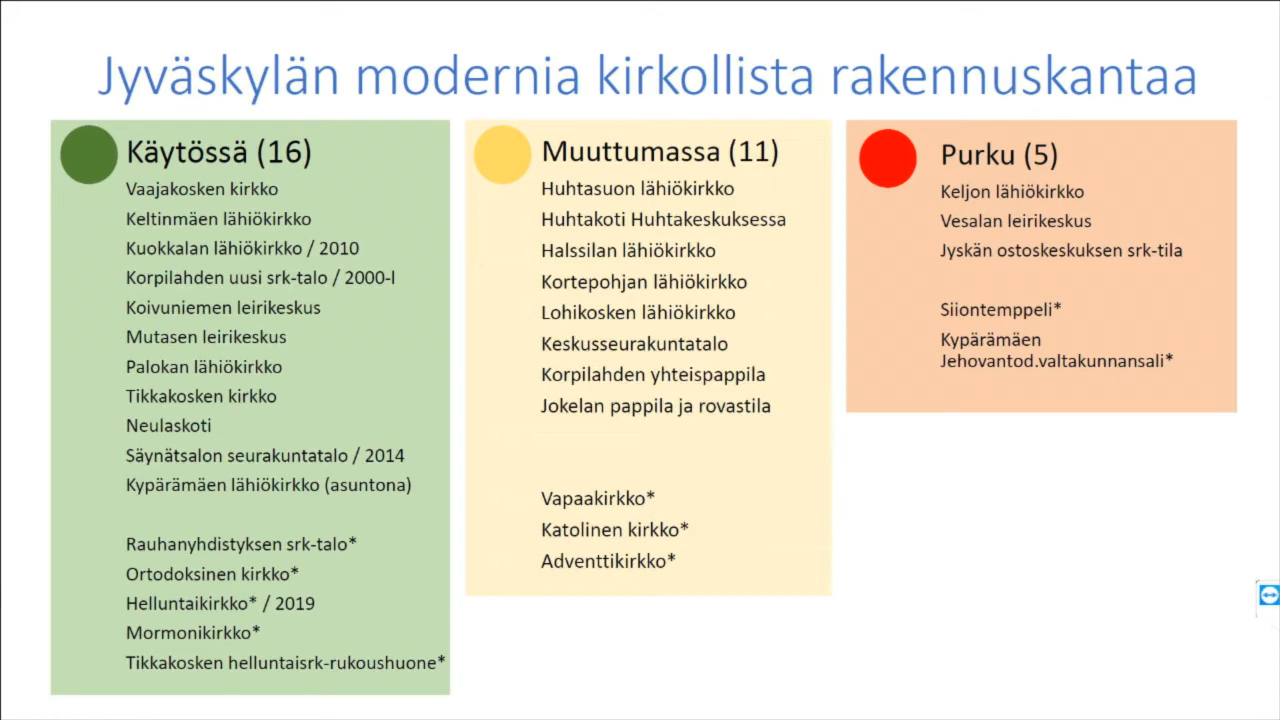 Jyväskylän modernia kirkollista rakennuskantaa
Käytössä (16)
Vaajakosken kirkko
Keltinmäen lähiökirkko
Kuokkalan lähiökirkko / 2010
Korpilahden uusi srk-talo / 2000-l
Koivuniemen leirikeskus
Mutasen leirikeskus
Palokan lähiökirkko
Tikkakosken kirkko
Neulaskoti
Säynätsalon seurakuntatalo / 2014
Kypärämäen lähiökirkko (asuntona)
Rauhanyhdistyksen srk-talo*
Ortodoksinen kirkko*
Helluntaikirkko* / 2019
Mormonikirkko*
Tikkakosken helluntaisrk-rukoushuone*
Muuttumassa (11)
Huhtasuon lähiökirkko
Huhtakoti Huhtakeskuksessa
Halssilan lähiökirkko
Kortepohjan lähiökirkko
Lohikosken lähiökirkko
Keskusseurakuntatalo
Korpilahden yhteispappila
Jokelan pappila ja rovastila
Vapaakirkko*
Katolinen kirkko*
Adventtikirkko*
Purku (5)
Keljon lähiökirkko
Vesalan leirikeskus
Jyskän ostoskeskuksen srk-tila
Siiontemppeli*
Kypärämäen
Jehovantod.valtakunnansali*